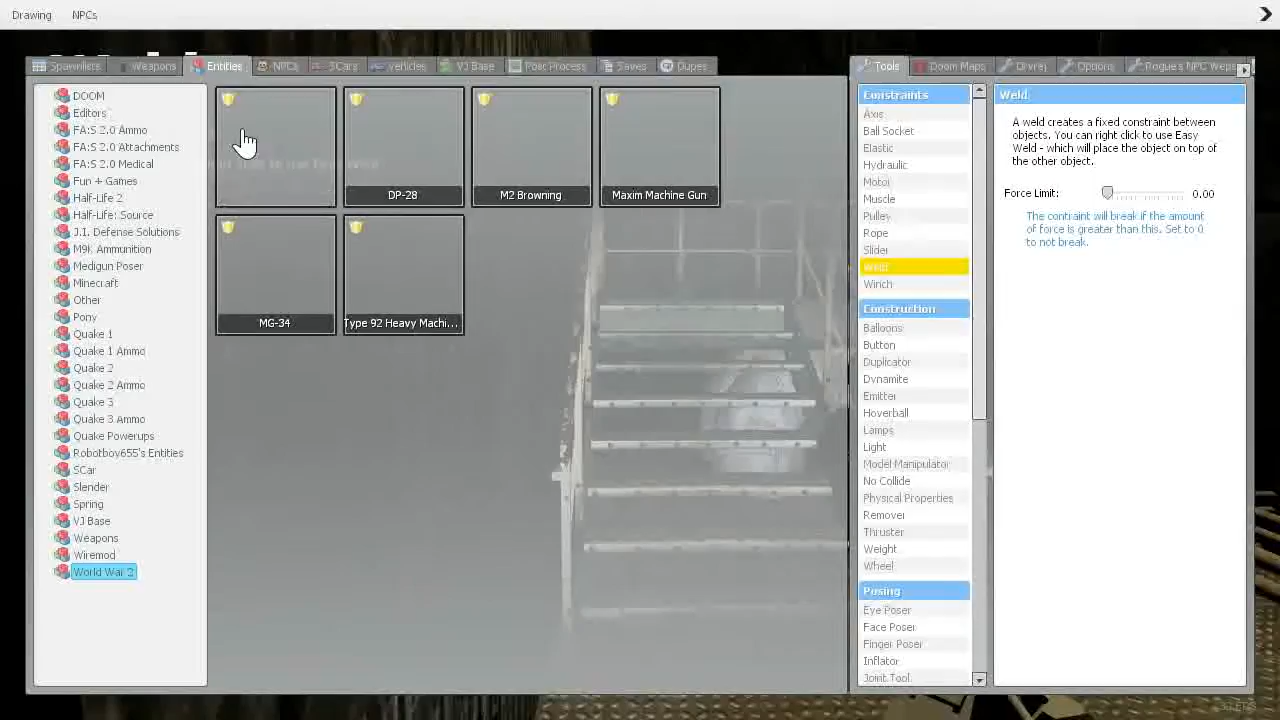 Drawing NPCs
Spawnlists Weapons Entities NPCs SCars Vehicles VJ Base Post Process Saves Dupes
DOOM
Editors
FA:S 2.0 Ammo
FA:S 2.0 Attachments
FA:S 2.0 Medical
Fun + Games
Half-Life 2
Half-Life: Source
J.I. Defense Solutions
M9K Ammunition
Medigun Poser
Minecraft
Other
Pony
Quake 1
Quake 1 Ammo
Quake 2
Quake 2 Ammo
Quake 3
Quake 3 Ammo
Quake Powerups
Robotboy655's Entities
SCar
Slender
Spring
VJ Base
Weapons
Wiremod
World War 2
DP-28
M2 Browning
Maxim Machine Gun
MG-34
Type 92 Heavy Machi...
Tools Doom Maps Options Rogue's NPC
Constraints
Axis
Ball Socket
Elastic
Hydraulic
Motor
Muscle
Pulley
Rope
Slider
Weld
Winch
Construction
Balloons
Button
Duplicator
Dynamite
Emitter
Hoverball
Lamps
Light
Model Manipulator
No Collide
Physical Properties
Remover
Thruster
Weight
Wheel
Posing
Eye Poser
Face Poser
Finger Poser
Inflator
Joint Tool
Weld
A weld creates a fixed constraint between
objects. You can right click to use Easy
Weld - which will place the object on top of
the other object.
Force Limit: 0.00
The contraint will break if the amount
of force is greater than this. Set to 0
to not break.